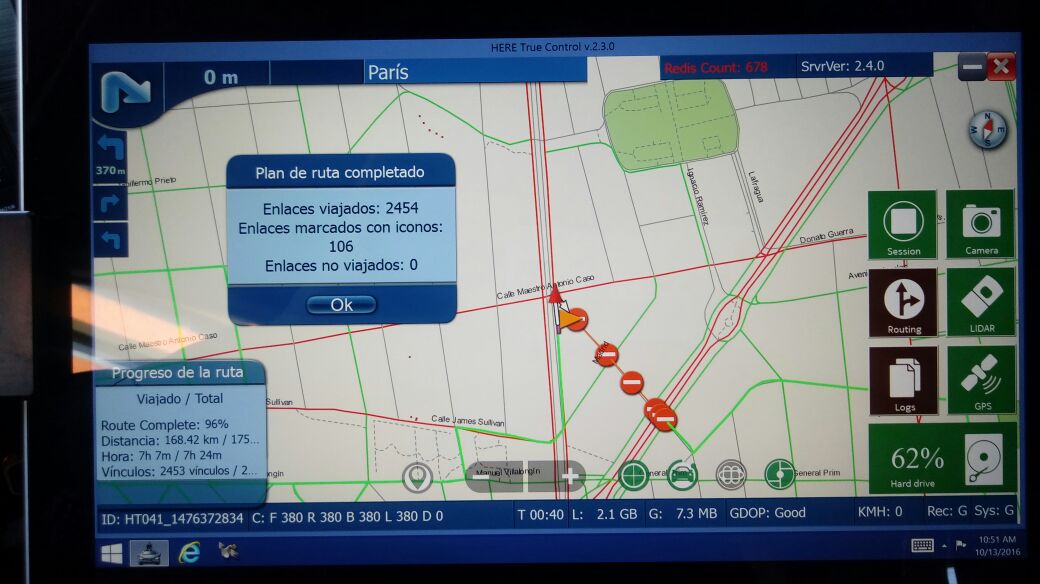 HERE True Control v.2.3.0
0 m
París
Redis Count: 678
SrvrVer: 2.4.0
370 m
Guillermo Prieto
Plan de ruta completado
Enlaces viajados: 2454
Enlaces marcados con iconos:
106
Enlaces no viajados: 0
Ok
N
E
S
W
Ignacio Ramírez
Lafragua
Donato Guerra
Calle Maestro Antonio Caso
Calle Maestro Antonio Caso
Session
Camera
Routing
LIDAR
Logs
GPS
62%
Hard drive
Progreso de la ruta
Viajado / Total
Route Complete: 96%
Distancia: 168.42 km / 175...
Hora: 7h 7m / 7h 24m
Vínculos: 2453 vínculos / 2...
Sullivan
Calle James Sullivan
Manuel Villalongín
General Prim
General Prim
ID: HT041_1476372834 C: F 380 R 380 B 380 L 380 D 0
T 00:40 L: 2.1 GB G: 7.3 MB GDOP: Good
KMH: 0 Rec: G Sys: G
10:51 AM
10/13/2016